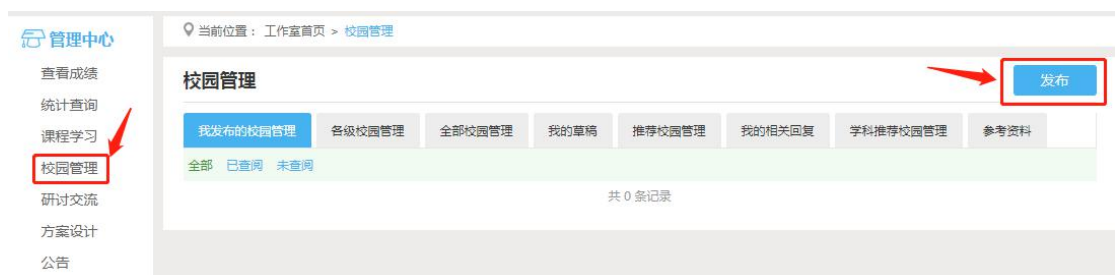 管理中心
查看成绩
统计查询
课程学习
校园管理
研讨交流
方案设计
公告
当前位置： 工作室首页 > 校园管理
校园管理
发布
我发布的校园管理 各级校园管理 全部校园管理 我的草稿 推荐校园管理 我的相关回复 学科推荐校园管理 参考资料
全部 已查阅 未查阅
共 0 条记录